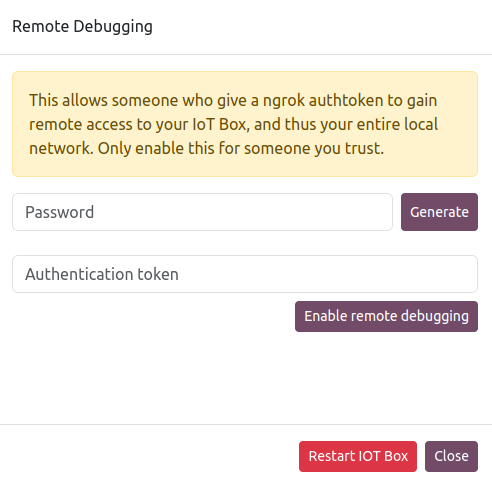 Remote Debugging
This allows someone who give a ngrok authtoken to gain
remote access to your IoT Box, and thus your entire local
network. Only enable this for someone you trust.
Password
Generate
Authentication token
Enable remote debugging
Restart IOT Box
Close